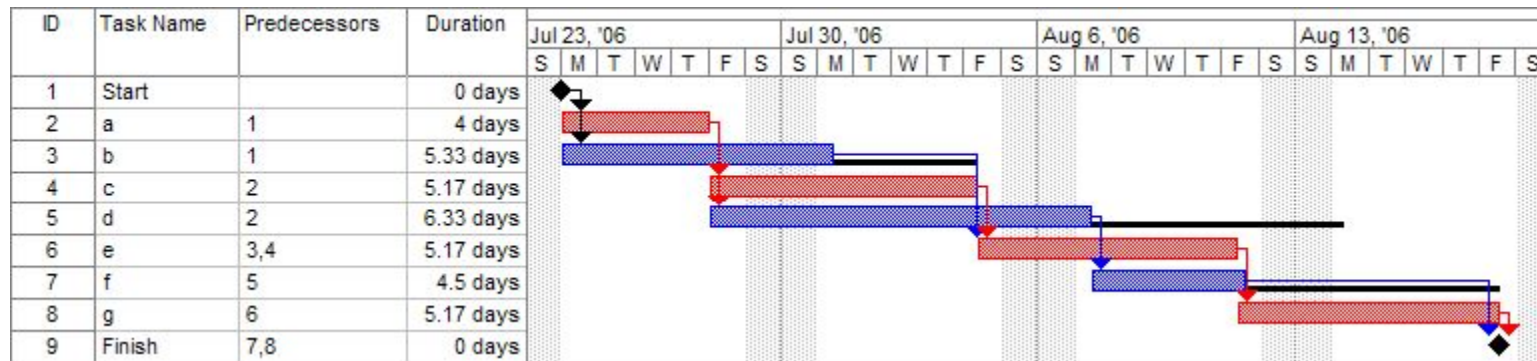 ID Task Name Predecessors Duration Jul 23, '06 Jul 30, '06 Aug 6, '06 Aug 13, '06
S M T W T F S S M T W T F S S M T W T F S S M T W T F S
1 Start 0 days
2 a 1 4 days
3 b 1 5.33 days
4 c 2 5.17 days
5 d 2 6.33 days
6 e 3,4 5.17 days
7 f 5 4.5 days
8 g 6 5.17 days
9 Finish 7,8 0 days